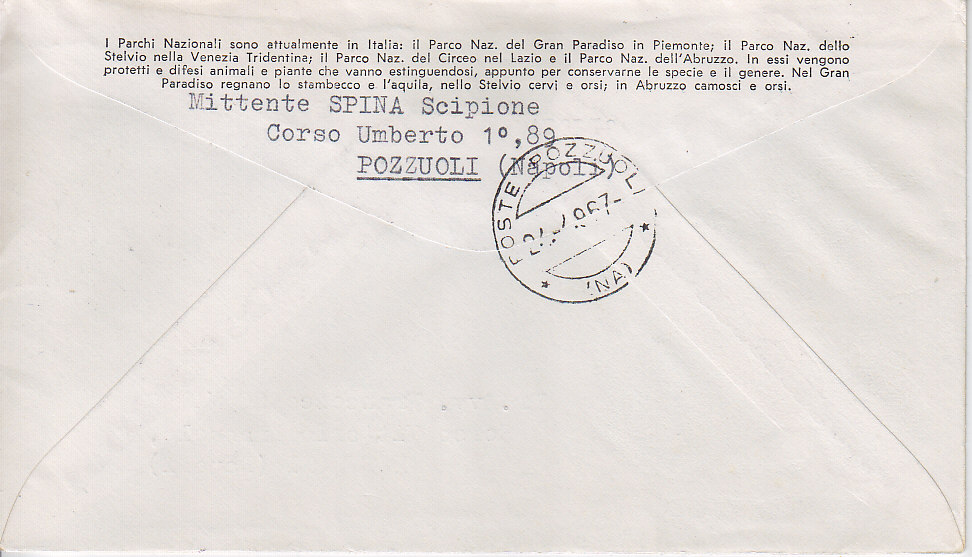 I Parchi Nazionali sono attualmente in Italia: il Parco Naz. del Gran Paradiso in Piemonte; il Parco Naz. dello
Stelvio nella Venezia Tridentina; il Parco Naz. del Circeo nel Lazio e il Parco Naz. dell'Abruzzo. In essi vengono
protetti e difesi animali e piante che vanno estinguendosi, appunto per conservarne le specie e il genere. Nel Gran
Paradiso regnano lo stambecco e l'aquila, nello Stelvio cervi e orsi; in Abruzzo camosci e orsi.
Mittente SPINA Scipione
Corso Umberto 1º,89
POZZUOLI (Napoli)
POSTE POZZUOLI
(NA)